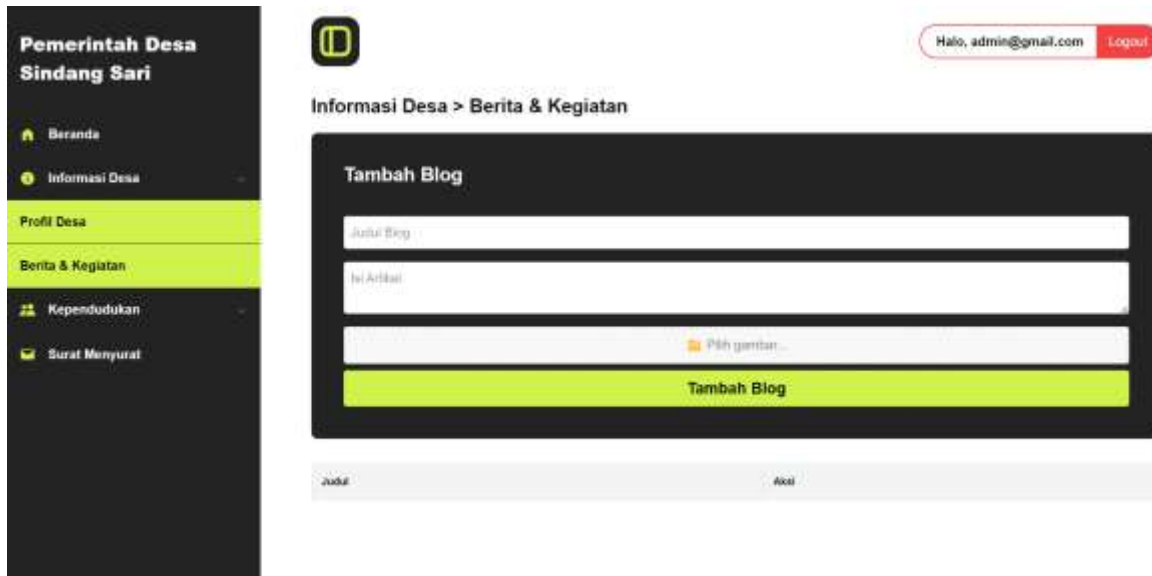 Pemerintah Desa
Sindang Sari
Beranda
Informasi Desa
Profil Desa
Berita & Kegiatan
Kependudukan
Surat Menyurat
Halo, admin@gmail.com
Logout
Informasi Desa > Berita & Kegiatan
Tambah Blog
Judul Blog
Isi Artikel
Pilih gambar...
Tambah Blog
Judul
Aksi